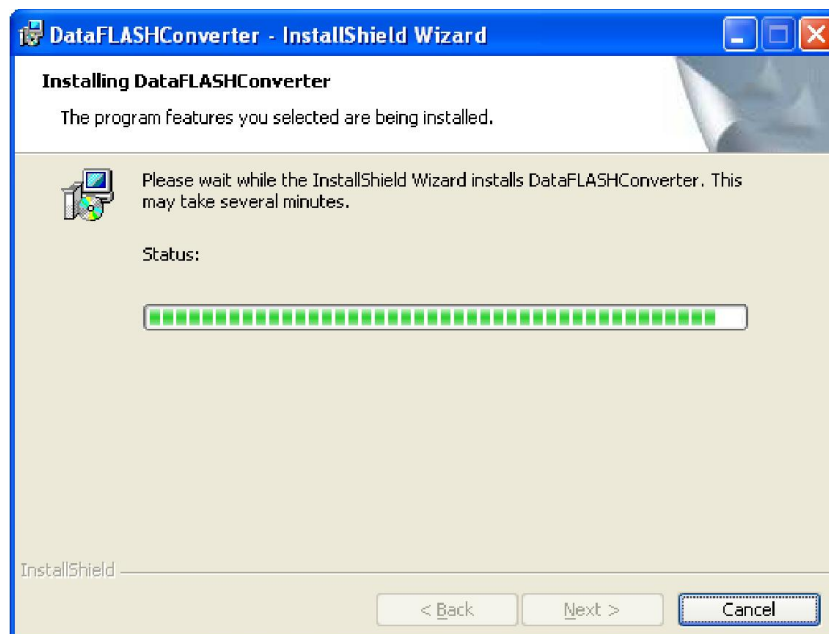 DataFLASHConverter - InstallShield Wizard
Installing DataFLASHConverter
The program features you selected are being installed.
Please wait while the InstallShield Wizard installs DataFLASHConverter. This
may take several minutes.
Status:
InstallShield
< Back
Next >
Cancel